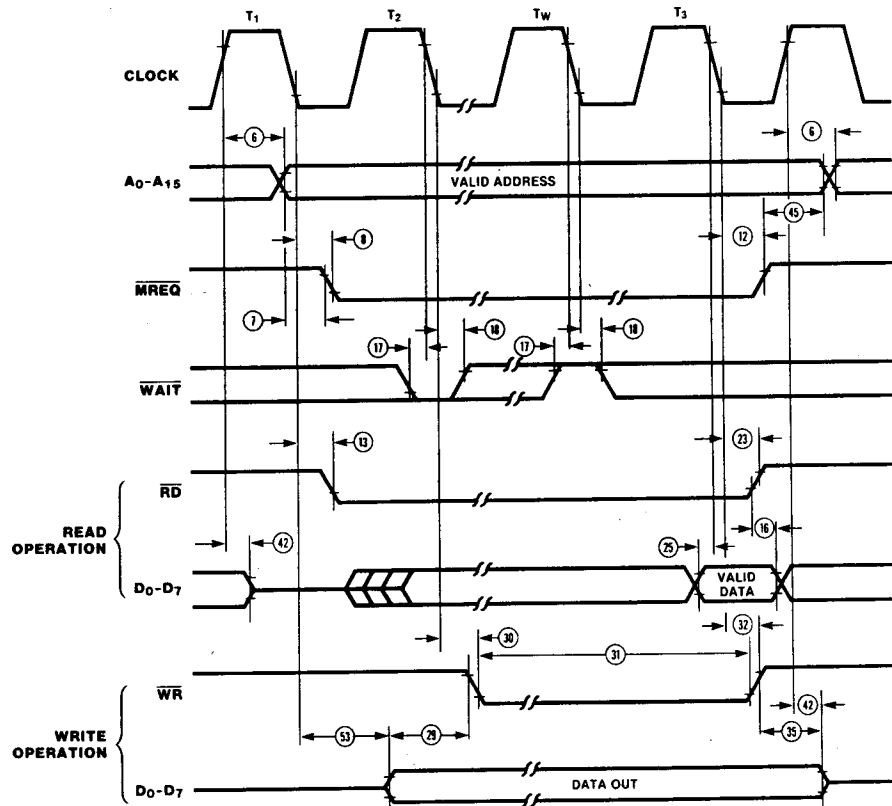 T1 T2 TW T3
CLOCK
6 6
A0-A15 VALID ADDRESS
45
8 12
MREQ
7
17 18 17 18
WAIT
13 23
RD
READ
OPERATION
42 25 16
D0-D7 VALID
DATA
32
30
31
WR
42
WRITE
OPERATION
53 29 35
D0-D7 DATA OUT